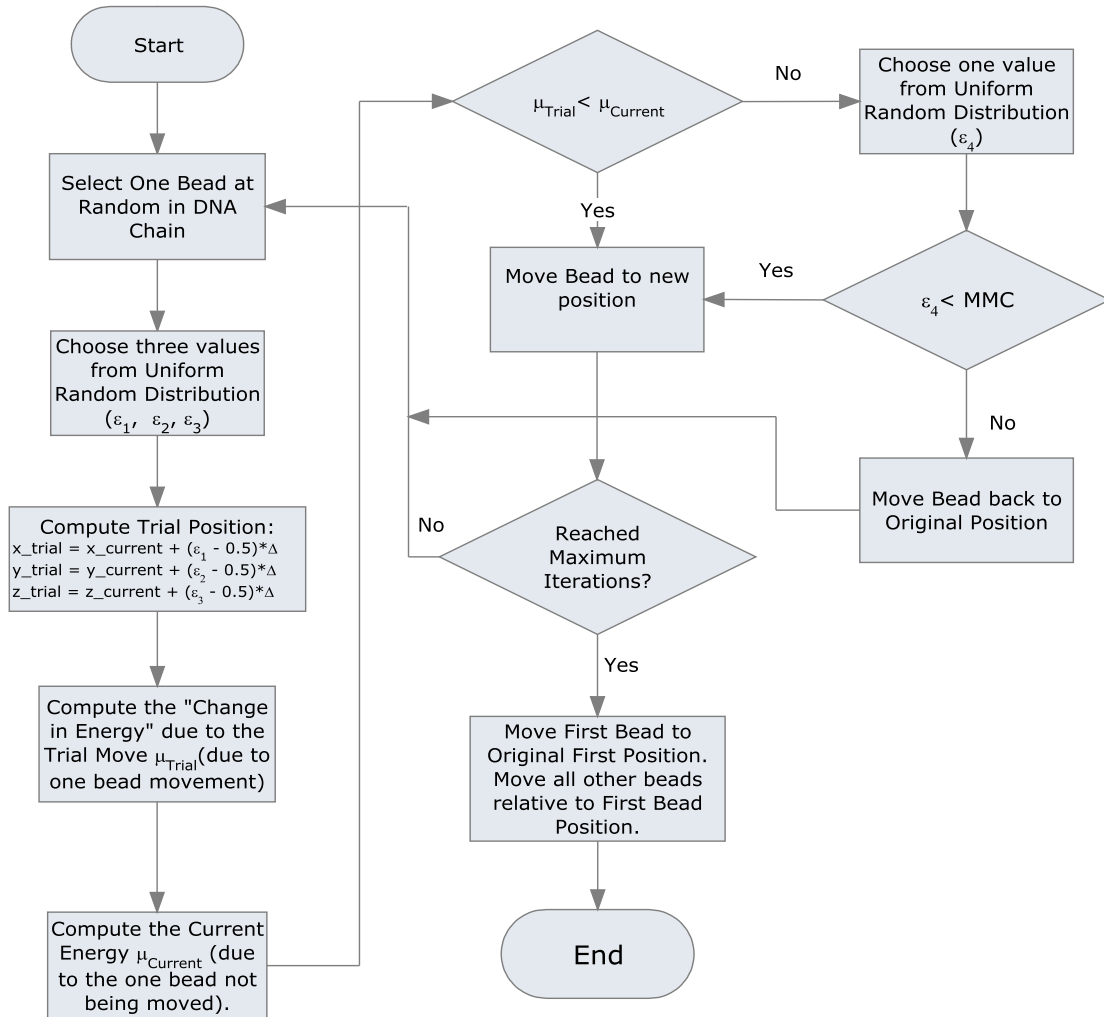 Start
Select One Bead at
Random in DNA
Chain
Choose three values
from Uniform
Random Distribution
(ε₁, ε₂, ε₃)
Compute Trial Position:
x_trial = x_current + (ε₁ - 0.5)*Δ
y_trial = y_current + (ε₂ - 0.5)*Δ
z_trial = z_current + (ε₃ - 0.5)*Δ
Compute the "Change
in Energy" due to the
Trial Move μ_Trial(due to
one bead movement)
Compute the Current
Energy μ_Current (due
to the one bead not
being moved).
μ_Trial< μ_Current
No
Yes
Choose one value
from Uniform
Random Distribution
(ε₄)
ε₄< MMC
Yes
No
Move Bead to new
position
Move Bead back to
Original Position
Reached
Maximum
Iterations?
No
Yes
Move First Bead to
Original First Position.
Move all other beads
relative to First Bead
Position.
End